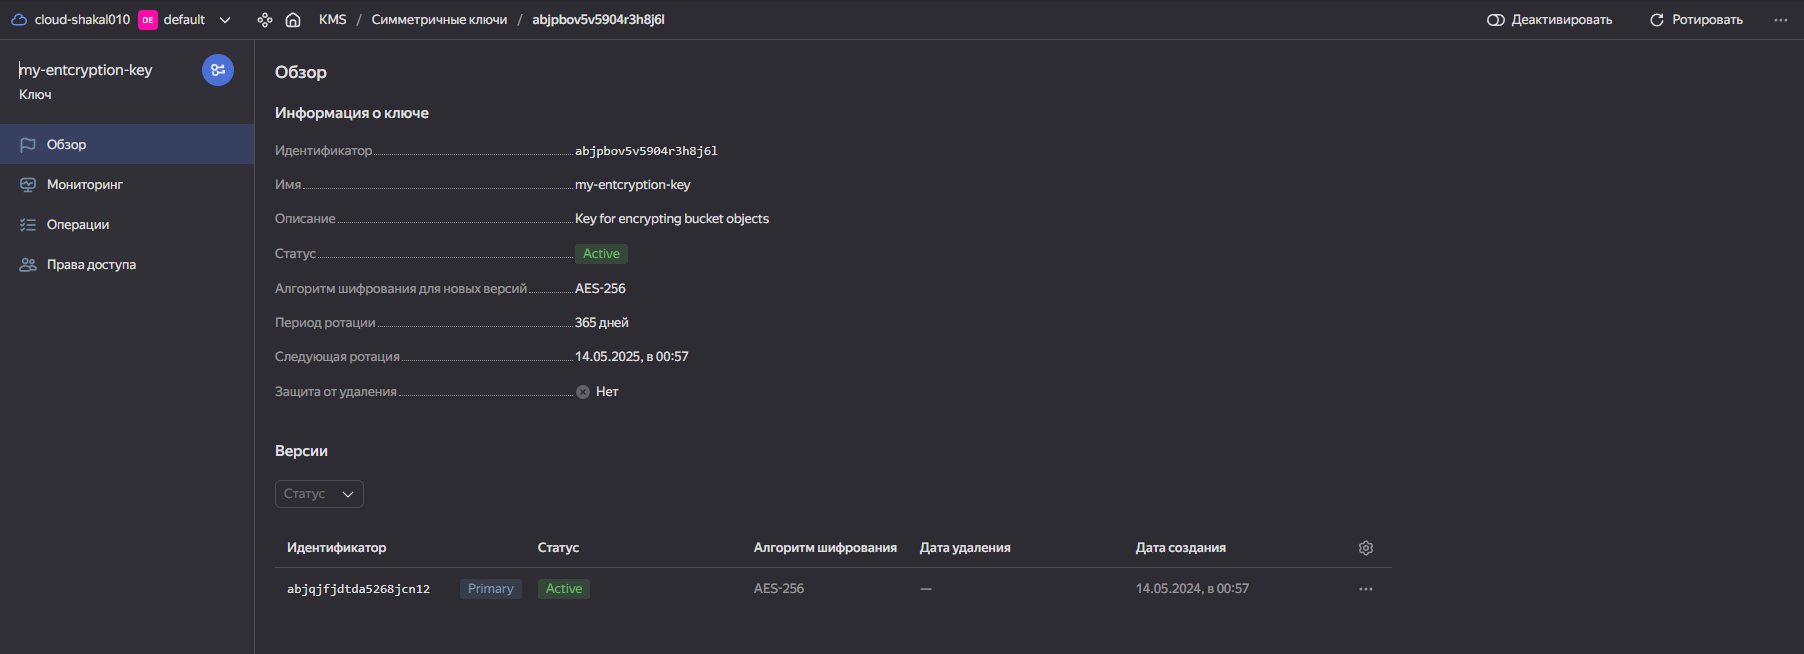 cloud-shakal010 DE default KMS / Симметричные ключи / abjpbov5v5904r3h8j6l Деактивировать Ротировать
my-entcryption-key
Ключ
Обзор
Мониторинг
Операции
Права доступа
Обзор
Информация о ключе
Идентификатор abjpbov5v5904r3h8j6l
Имя my-entcryption-key
Описание Key for encrypting bucket objects
Статус Active
Алгоритм шифрования для новых версий AES-256
Период ротации 365 дней
Следующая ротация 14.05.2025, в 00:57
Защита от удаления Нет
Версии
Статус
Идентификатор Статус Алгоритм шифрования Дата удаления Дата создания
abjqjfjdtda5268jcn12 Primary Active AES-256 — 14.05.2024, в 00:57